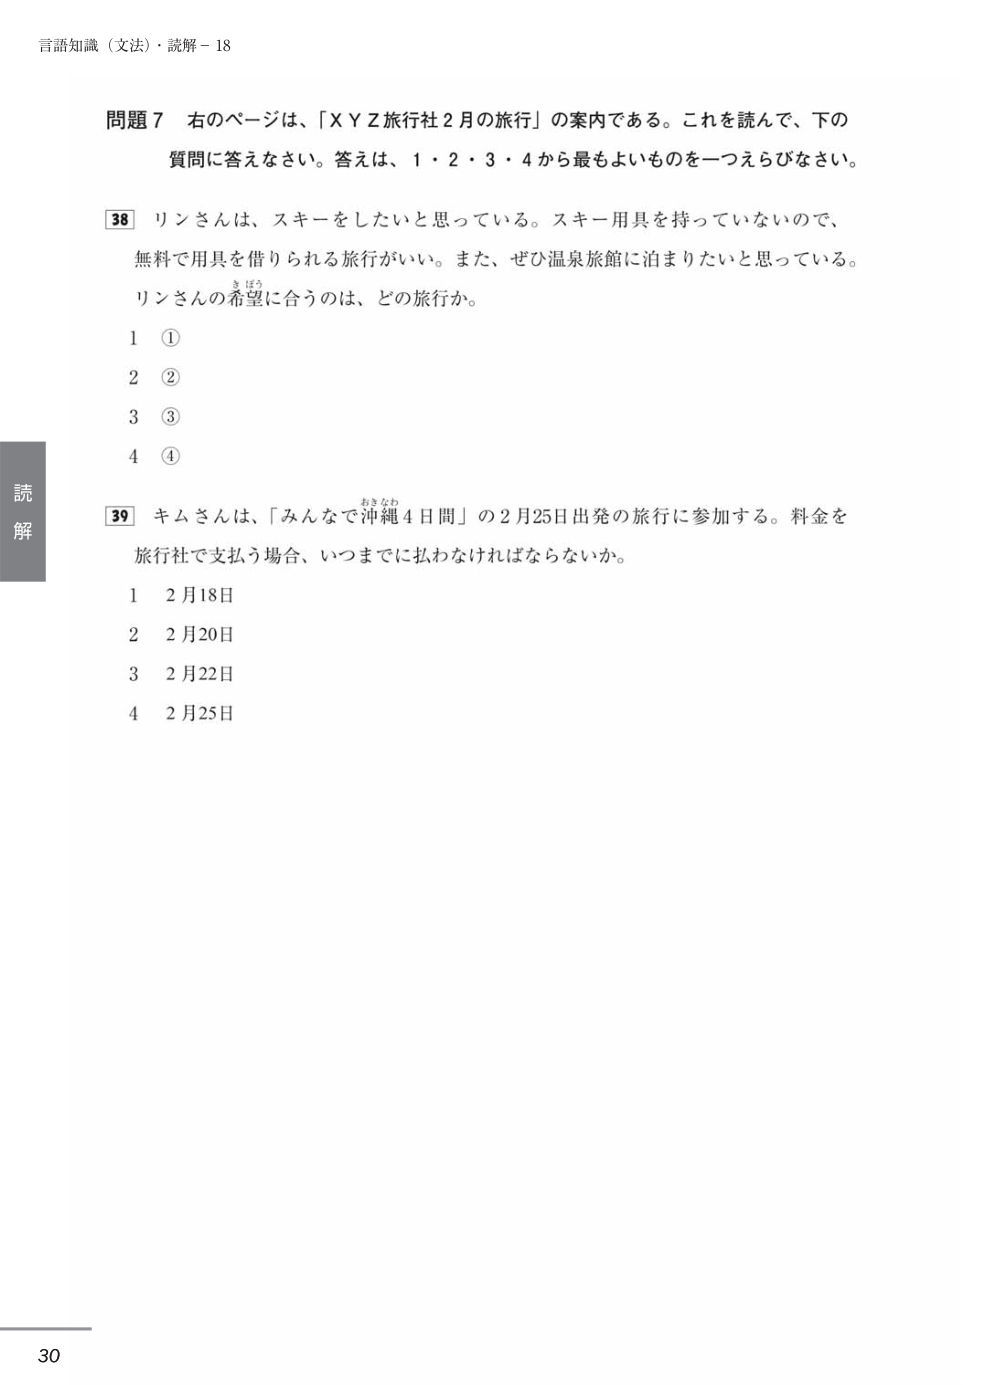 言語知識（文法）・読解－18
問題７　右のページは、「ＸＹＺ旅行社２月の旅行」の案内である。これを読んで、下の
質問に答えなさい。答えは、１・２・３・４から最もよいものを一つえらびなさい。
38　リンさんは、スキーをしたいと思っている。スキー用具を持っていないので、
無料で用具を借りられる旅行がいい。また、ぜひ温泉旅館に泊まりたいと思っている。
き ぼう
リンさんの希望に合うのは、どの旅行か。
1　①
2　②
3　③
4　④
読解
おきなわ
39　キムさんは、「みんなで沖縄４日間」の２月25日出発の旅行に参加する。料金を
旅行社で支払う場合、いつまでに払わなければならないか。
1　２月18日
2　２月20日
3　２月22日
4　２月25日
30